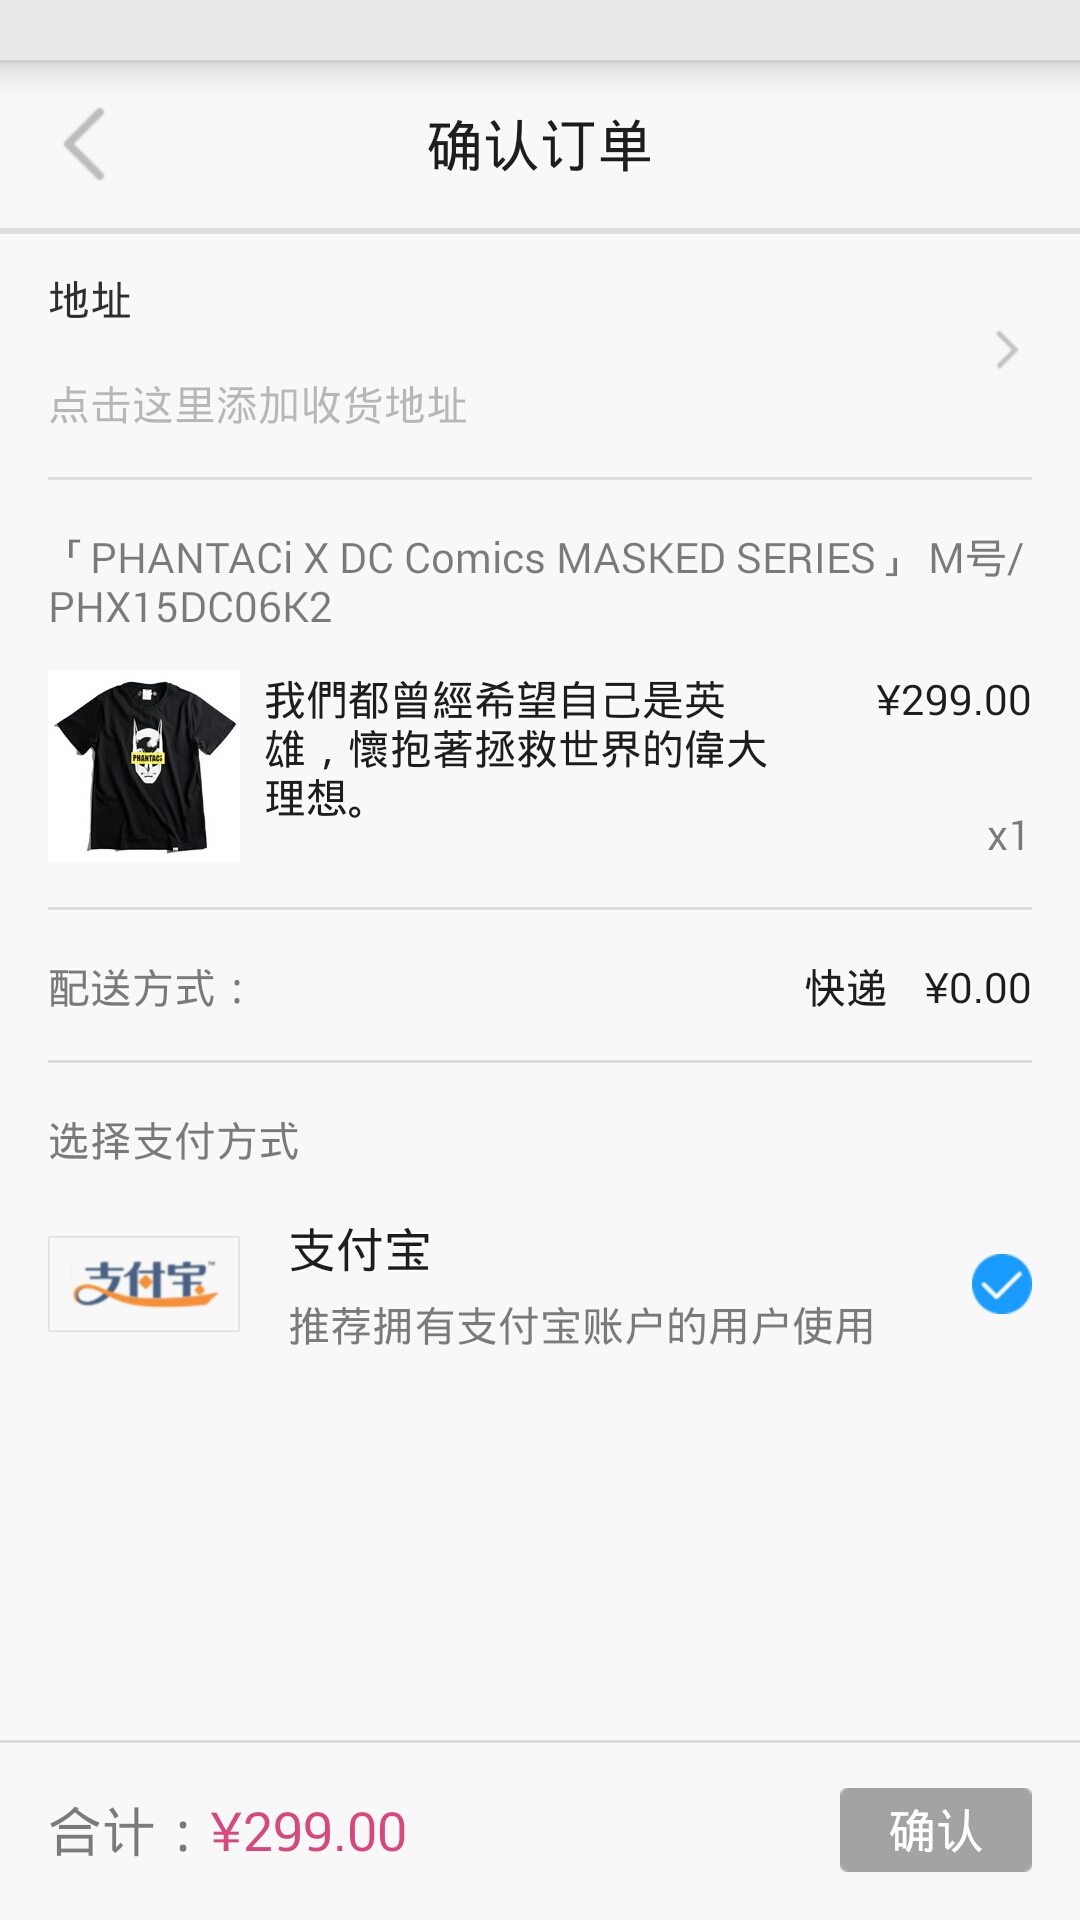 确认订单
地址
点击这里添加收货地址
「PHANTACi X DC Comics MASKED SERIES」 M号/
PHX15DC06K2
PHANTACi
我們都曾經希望自己是英
雄，懷抱著拯救世界的偉大
理想。
¥299.00
x1
配送方式：
快递 ¥0.00
选择支付方式
支付宝™
支付宝
推荐拥有支付宝账户的用户使用
合计：¥299.00
确认